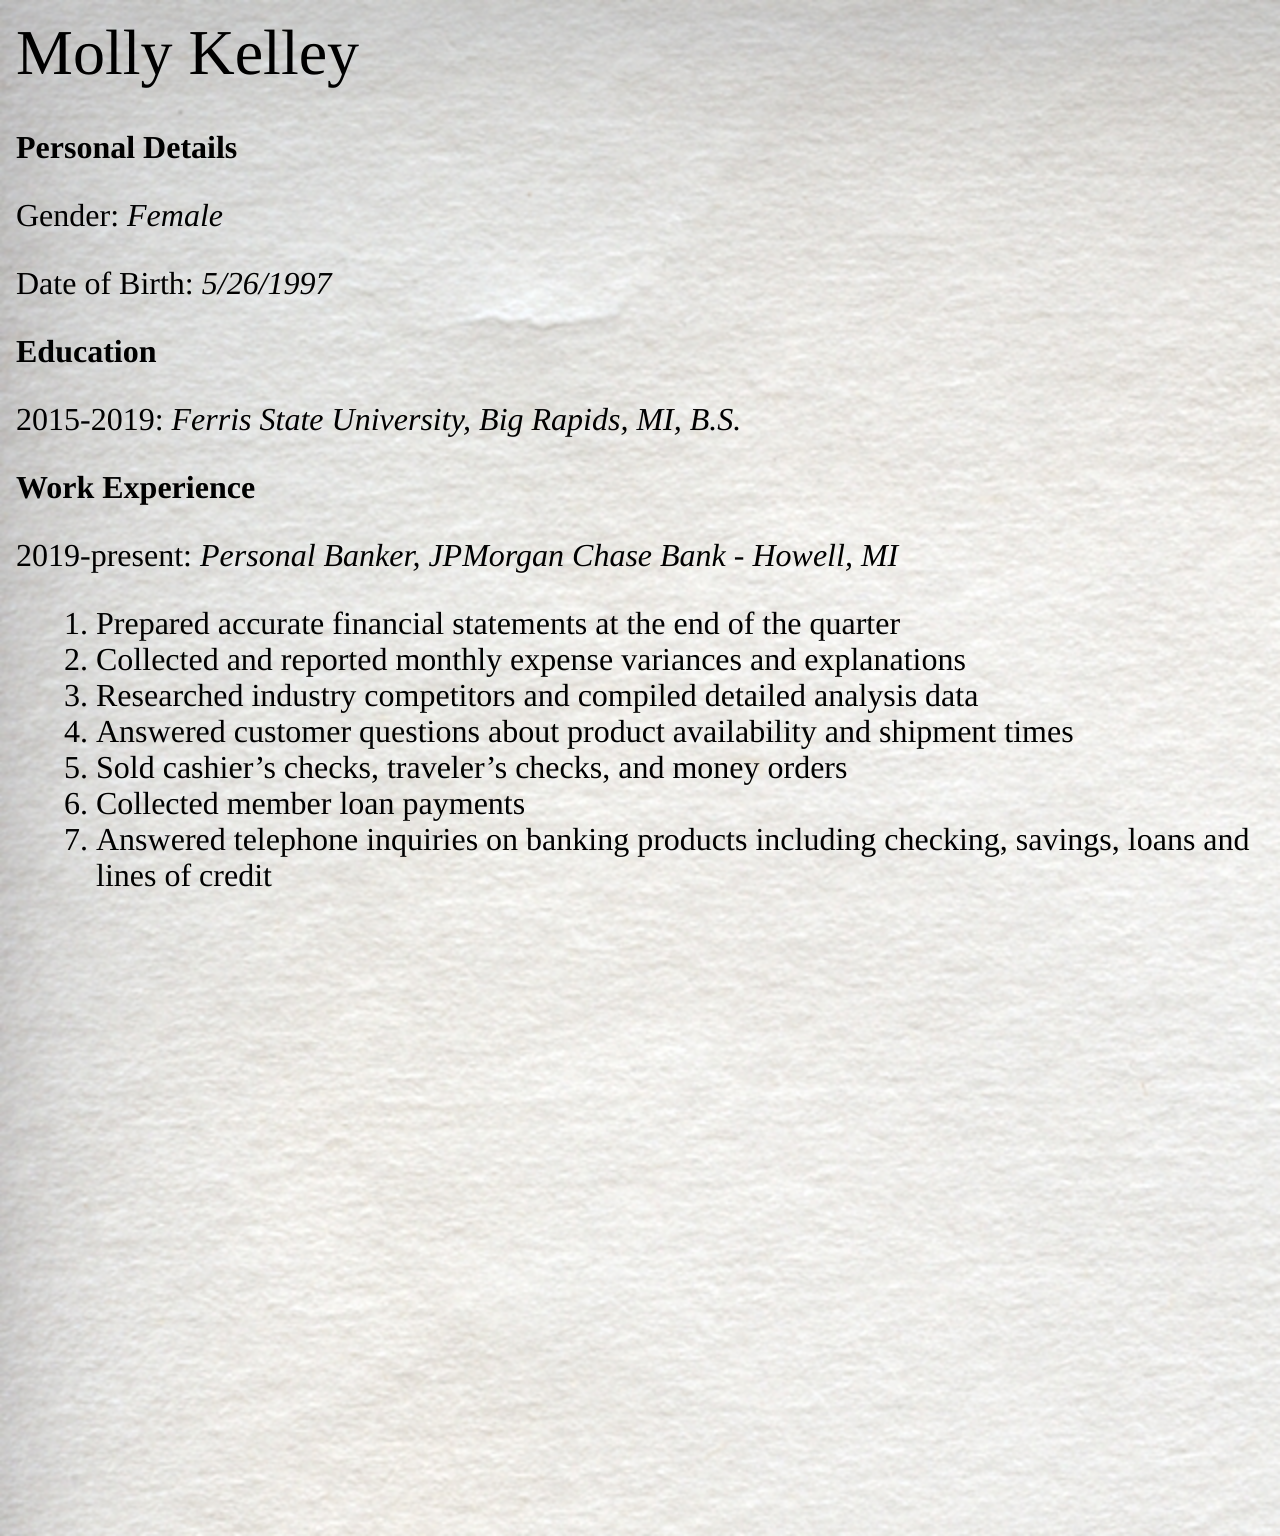 Molly Kelley
Personal Details
Gender: Female
Date of Birth: 5/26/1997
Education
2015-2019: Ferris State University, Big Rapids, MI, B.S.
Work Experience
2019-present: Personal Banker, JPMorgan Chase Bank - Howell, MI
1. Prepared accurate financial statements at the end of the quarter
2. Collected and reported monthly expense variances and explanations
3. Researched industry competitors and compiled detailed analysis data
4. Answered customer questions about product availability and shipment times
5. Sold cashier’s checks, traveler’s checks, and money orders
6. Collected member loan payments
7. Answered telephone inquiries on banking products including checking, savings, loans and
lines of credit